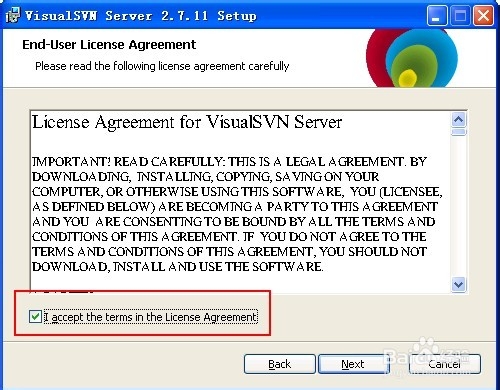 VisualSVN Server 2.7.11 Setup
End-User License Agreement
Please read the following license agreement carefully
License Agreement for VisualSVN Server
IMPORTANT! READ CAREFULLY: THIS IS A LEGAL AGREEMENT. BY
DOWNLOADING, INSTALLING, COPYING, SAVING ON YOUR
COMPUTER, OR OTHERWISE USING THIS SOFTWARE, YOU (LICENSEE,
AS DEFINED BELOW) ARE BECOMING A PARTY TO THIS AGREEMENT
AND YOU ARE CONSENTING TO BE BOUND BY ALL THE TERMS AND
CONDITIONS OF THIS AGREEMENT. IF YOU DO NOT AGREE TO THE
TERMS AND CONDITIONS OF THIS AGREEMENT, YOU SHOULD NOT
DOWNLOAD, INSTALL AND USE THE SOFTWARE.
I accept the terms in the License Agreement
Back Next Cancel